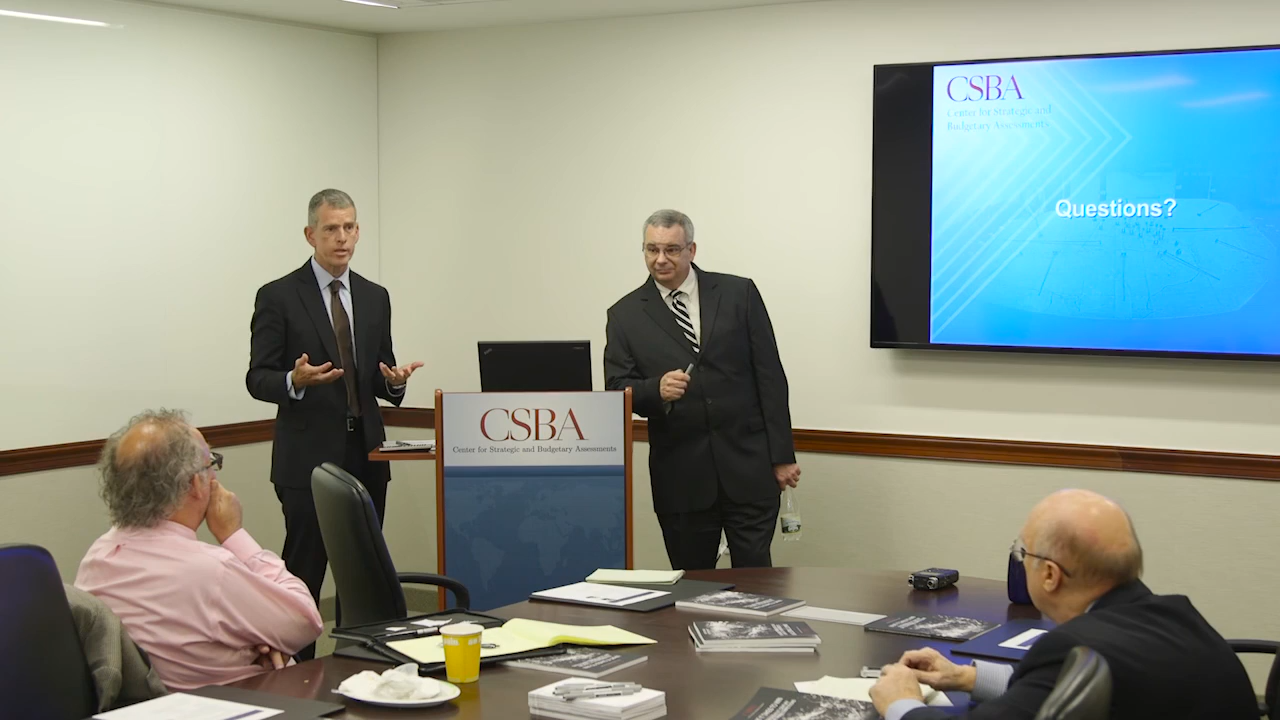 CSBA
Center for Strategic and
Budgetary Assessments
Questions?
CSBA
Center for Strategic and Budgetary Assessments